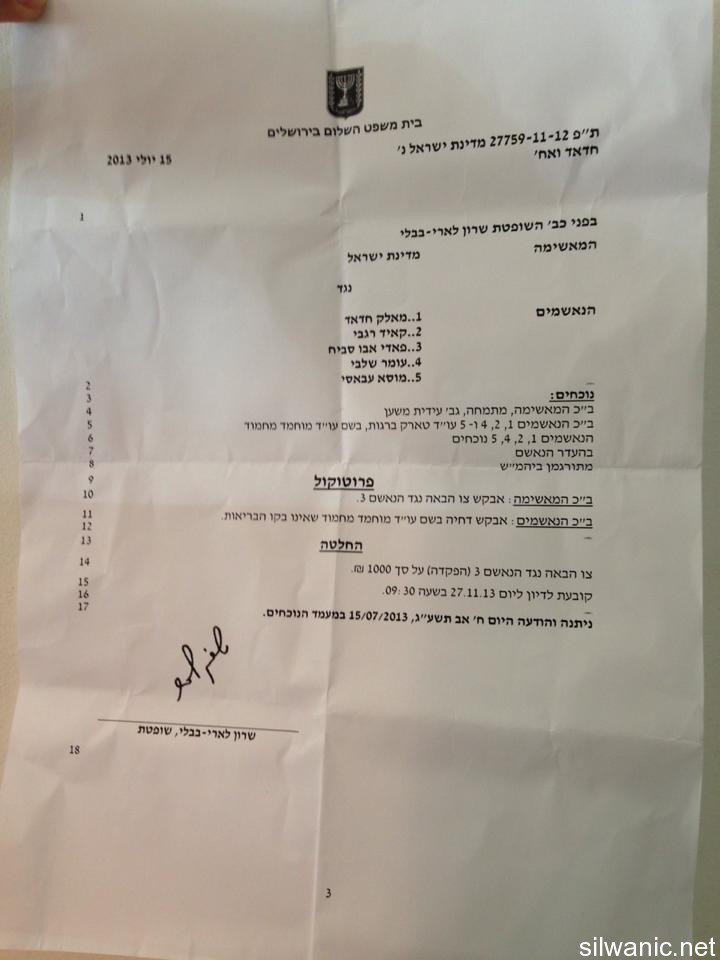 בית משפט השלום בירושלים
ת"פ 27759-11-12 מדינת ישראל נ'
חדאד ואח'
15 יולי 2013
1
בפני כב' השופטת שרון לארי-בבלי
המאשימה
מדינת ישראל
נגד
הנאשמים
1..מאלק חדאד
2..קאיד רגבי
3..פאדי אבו סביח
4..עומר שלבי
5..מוסא עבאסי
2
3 נוכחים:
4 ב"כ המאשימה, מתמחה, גב' עידית משען
5 ב"כ הנאשמים 1, 2, 4 ו- 5 עו"ד טארק ברגות, בשם עו"ד מוחמד מחמוד
6 הנאשמים 1, 2, 4, 5 נוכחים
7 בהעדר הנאשם
8 מתורגמן ביהמ"ש
9 פרוטוקול
10 ב"כ המאשימה: אבקש צו הבאה נגד הנאשם 3.
11 ב"כ הנאשמים: אבקש דחיה בשם עו"ד מוחמד מחמוד שאינו בקו הבריאות.
12
13 החלטה
14 צו הבאה נגד הנאשם 3 (הפקדה) על סך 1000 ₪.
15
16 קובעת לדיון ליום 27.11.13 בשעה 09:30.
17
ניתנה והודעה היום ח' אב תשע"ג, 15/07/2013 במעמד הנוכחים.
שרון לארי-בבלי, שופטת
18
3
silwanic.net